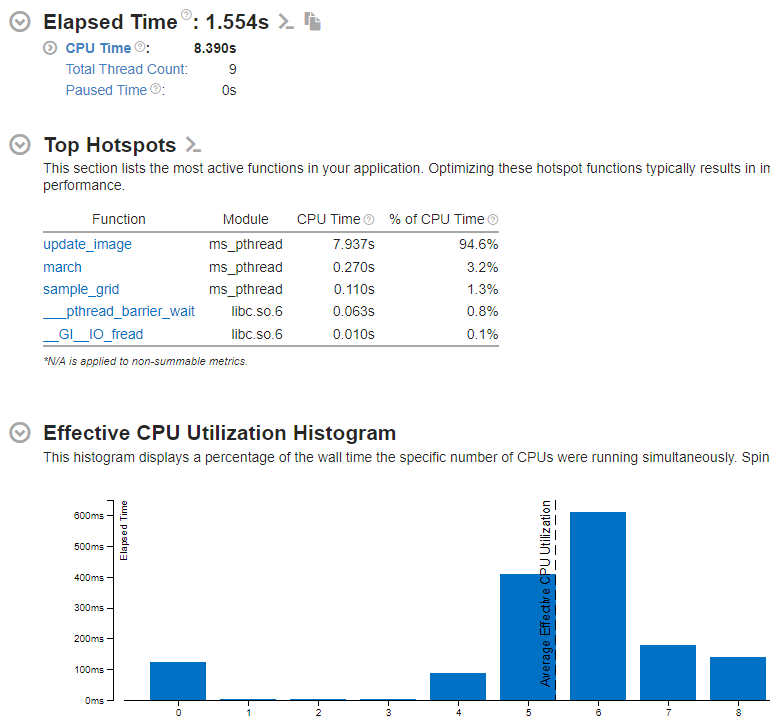 Elapsed Time : 1.554s
CPU Time : 8.390s
Total Thread Count: 9
Paused Time : 0s
Top Hotspots
This section lists the most active functions in your application. Optimizing these hotspot functions typically results in
performance.
Function Module CPU Time % of CPU Time
update_image ms_pthread 7.937s 94.6%
march ms_pthread 0.270s 3.2%
sample_grid ms_pthread 0.110s 1.3%
___pthread_barrier_wait libc.so.6 0.063s 0.8%
__GI__IO_fread libc.so.6 0.010s 0.1%
*N/A is applied to non-summable metrics.
Effective CPU Utilization Histogram
This histogram displays a percentage of the wall time the specific number of CPUs were running simultaneously. Spin
Elapsed Time
Average Effective CPU Utilization
600ms
500ms
400ms
300ms
200ms
100ms
0ms
0 1 2 3 4 5 6 7 8